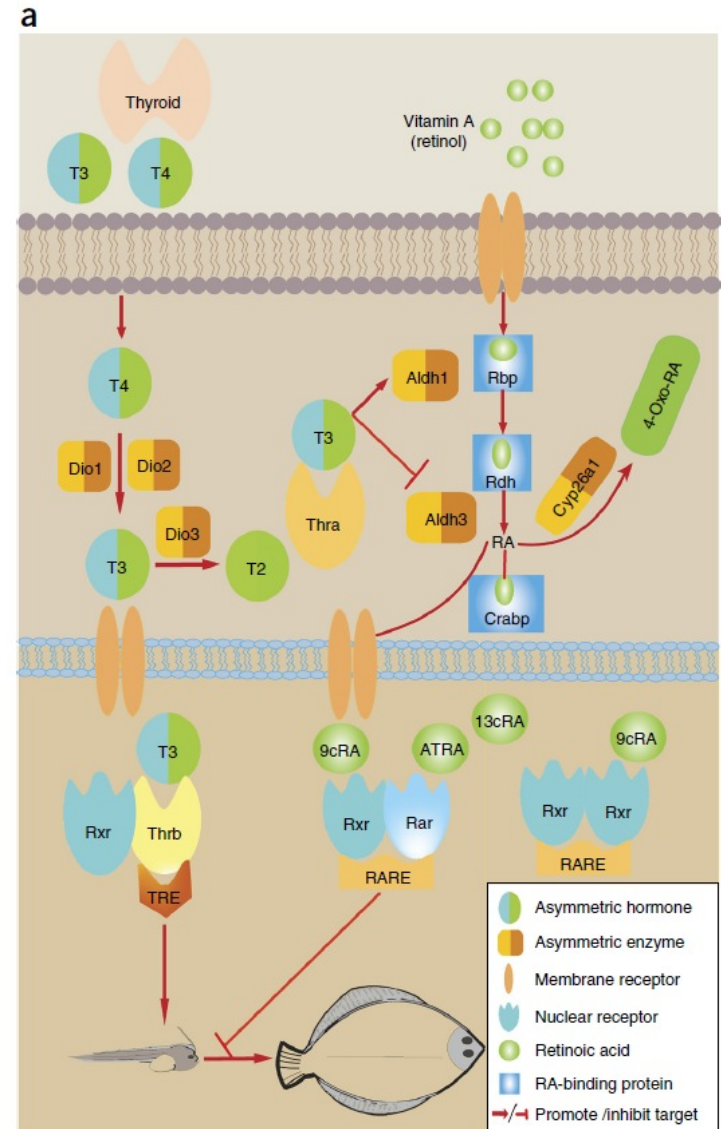 a
Thyroid
T3
T4
Vitamin A
(retinol)
T4
Dio1
Dio2
T3
Dio3
T2
T3
Thra
Aldh1
Aldh3
Rbp
Rdh
RA
Crabp
Cyp26a1
4-Oxo-RA
T3
Rxr
Thrb
TRE
9cRA
ATRA
13cRA
Rxr
Rar
RARE
9cRA
Rxr
Rxr
RARE
Asymmetric hormone
Asymmetric enzyme
Membrane receptor
Nuclear receptor
Retinoic acid
RA-binding protein
Promote /inhibit target